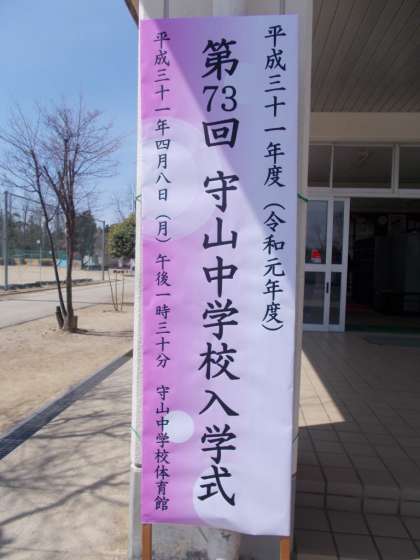 平成三十一年度（令和元年度）
第73回 守山中学校入学式
平成三十一年四月八日（月）午後一時三十分 守山中学校体育館